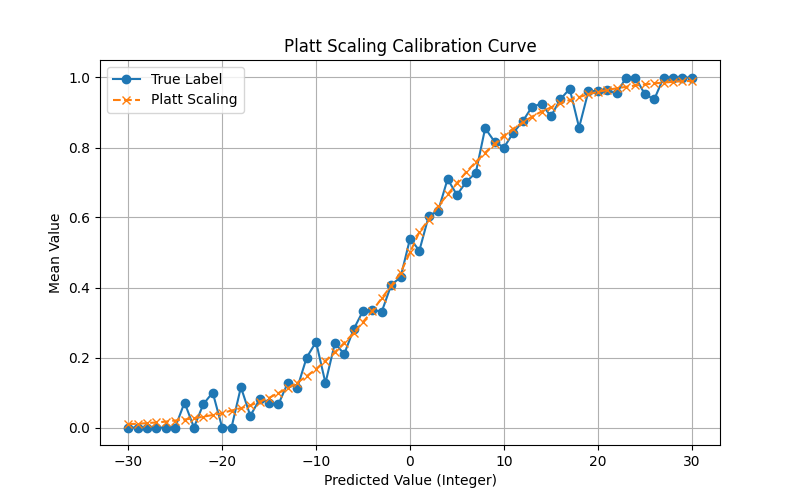 Platt Scaling Calibration Curve
True Label
Platt Scaling
1.0
0.8
0.6
0.4
0.2
0.0
Mean Value
−30 −20 −10 0 10 20 30
Predicted Value (Integer)